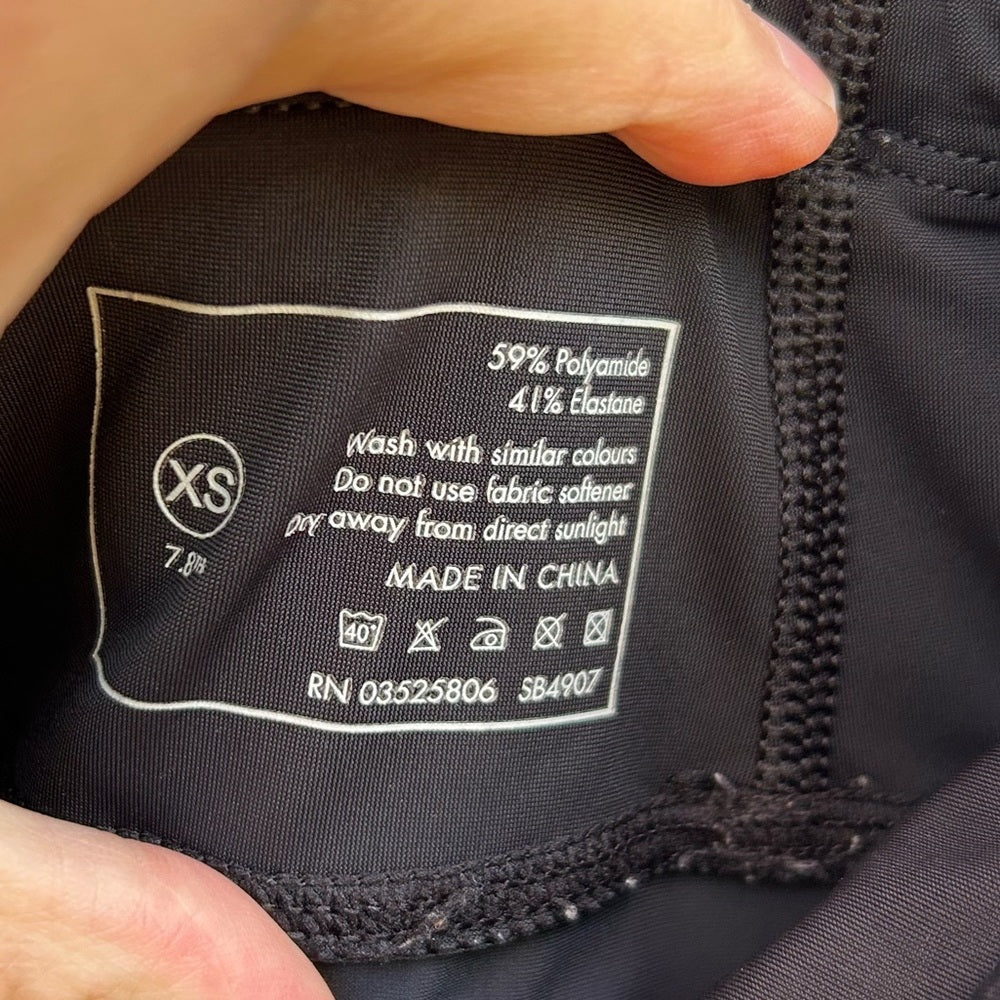 59% Polyamide
41% Elastane
Wash with similar colours
Do not use fabric softener
Dry away from direct sunlight
MADE IN CHINA
40°
RN 03525806 SB4907
XS
7.8TH